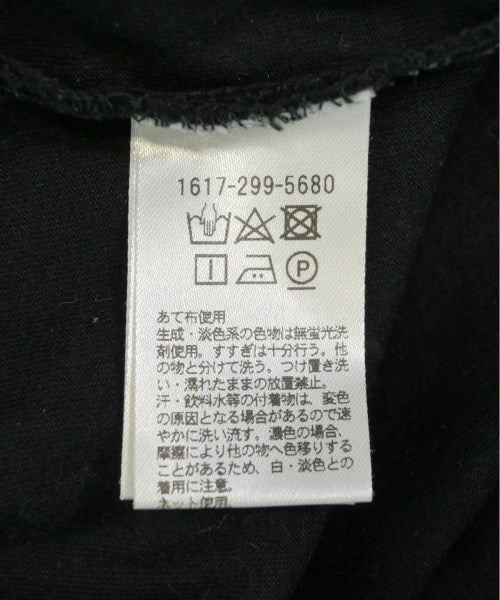 1617-299-5680
P
あて布使用
生成・淡色系の色物は無蛍光洗
剤使用。すすぎは十分行う。他
の物と分けて洗う。つけ置き洗
い・濡れたままの放置禁止。
汗・飲料水等の付着物は、変色
の原因となる場合があるので速
やかに洗い流す。濃色の場合、
摩擦により他の物へ色移りする
ことがあるため、白・淡色との
着用に注意。
ネット使用。